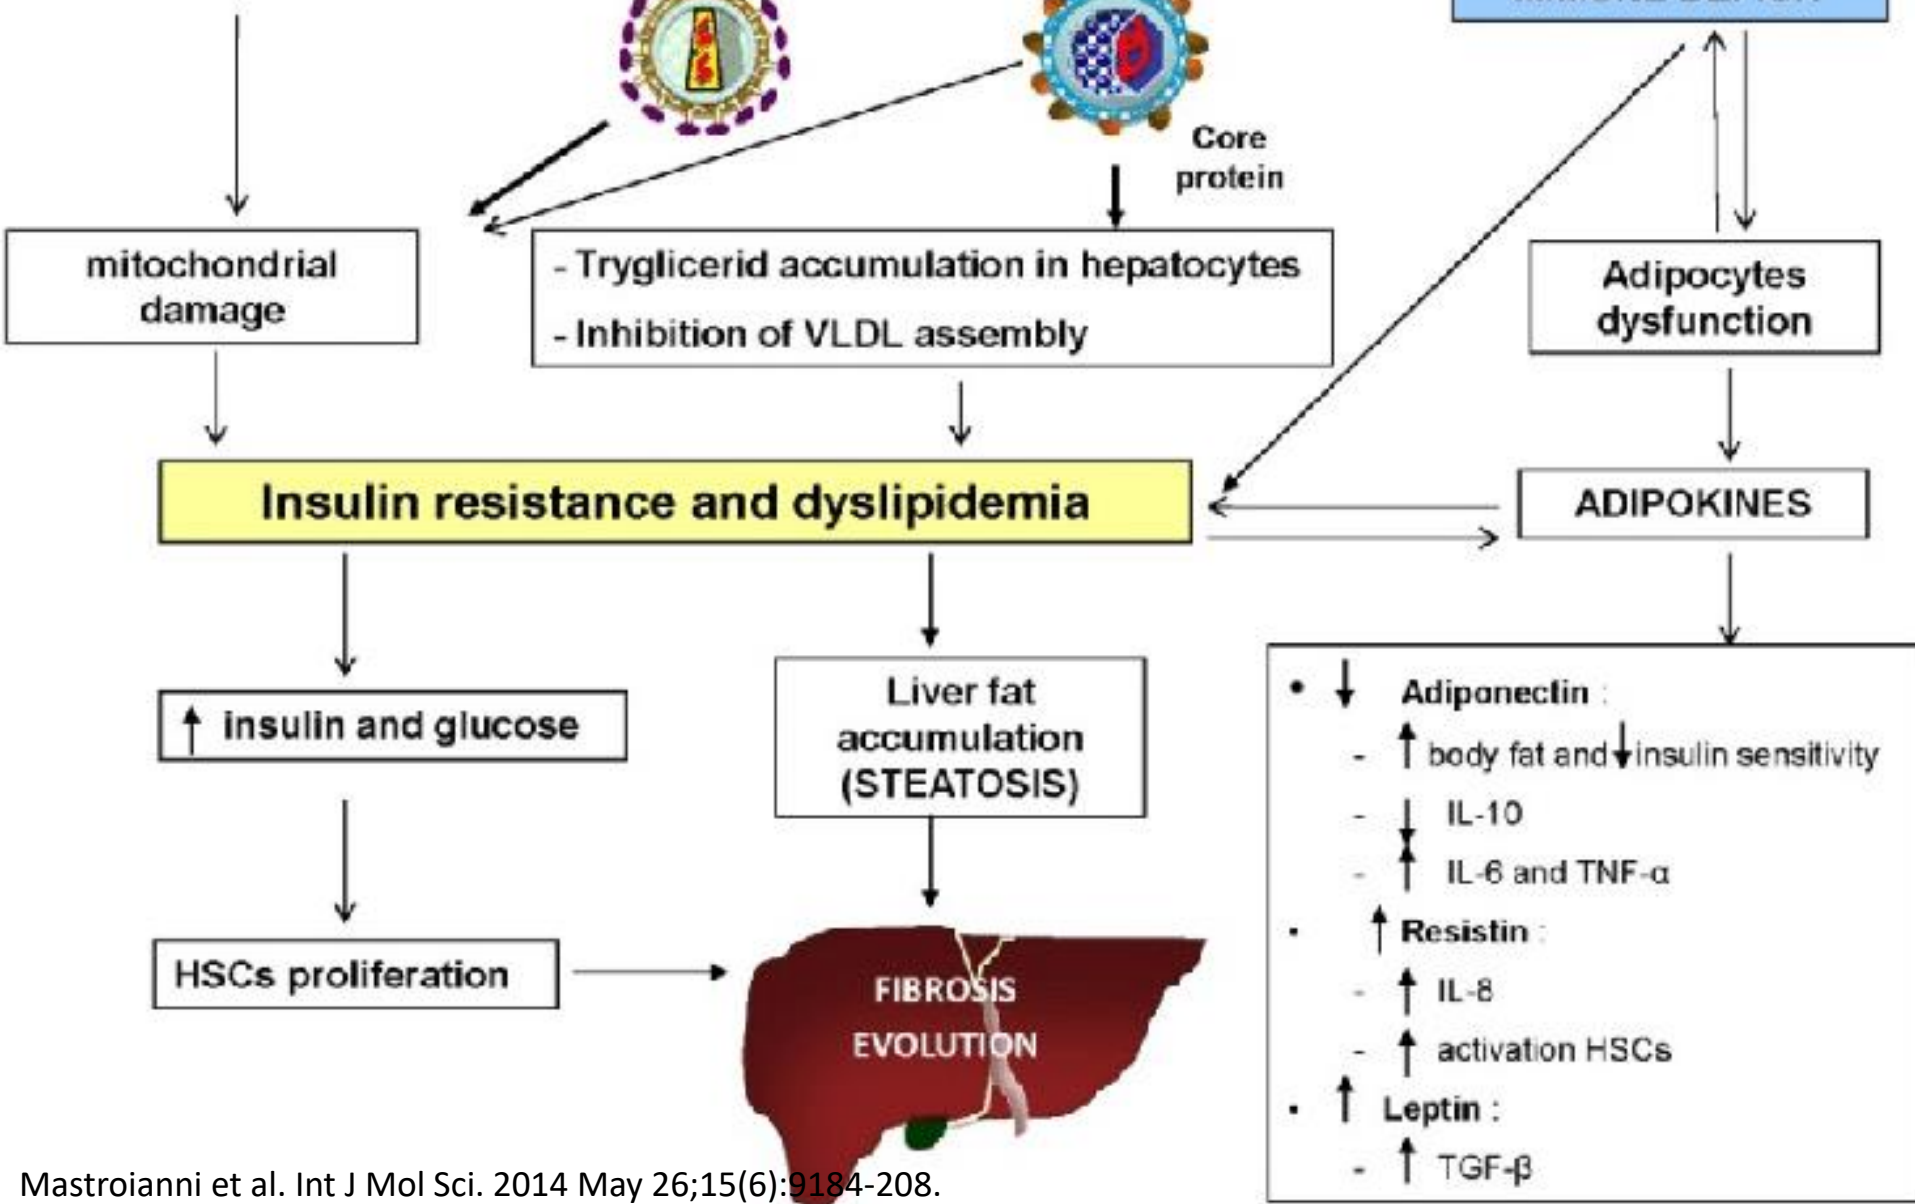 Core
protein
mitochondrial
damage
- Tryglicerid accumulation in hepatocytes
- Inhibition of VLDL assembly
Adipocytes
dysfunction
Insulin resistance and dyslipidemia
ADIPOKINES
↑ insulin and glucose
Liver fat
accumulation
(STEATOSIS)
HSCs proliferation
FIBROSIS
EVOLUTION
• ↓ Adiponectin :
- ↑ body fat and ↓ insulin sensitivity
- ↓ IL-10
- ↑ IL-6 and TNF-α
▪ ↑ Resistin :
- ↑ IL-8
- ↑ activation HSCs
▪ ↑ Leptin :
- ↑ TGF-β
Mastroianni et al. Int J Mol Sci. 2014 May 26;15(6):9184-208.